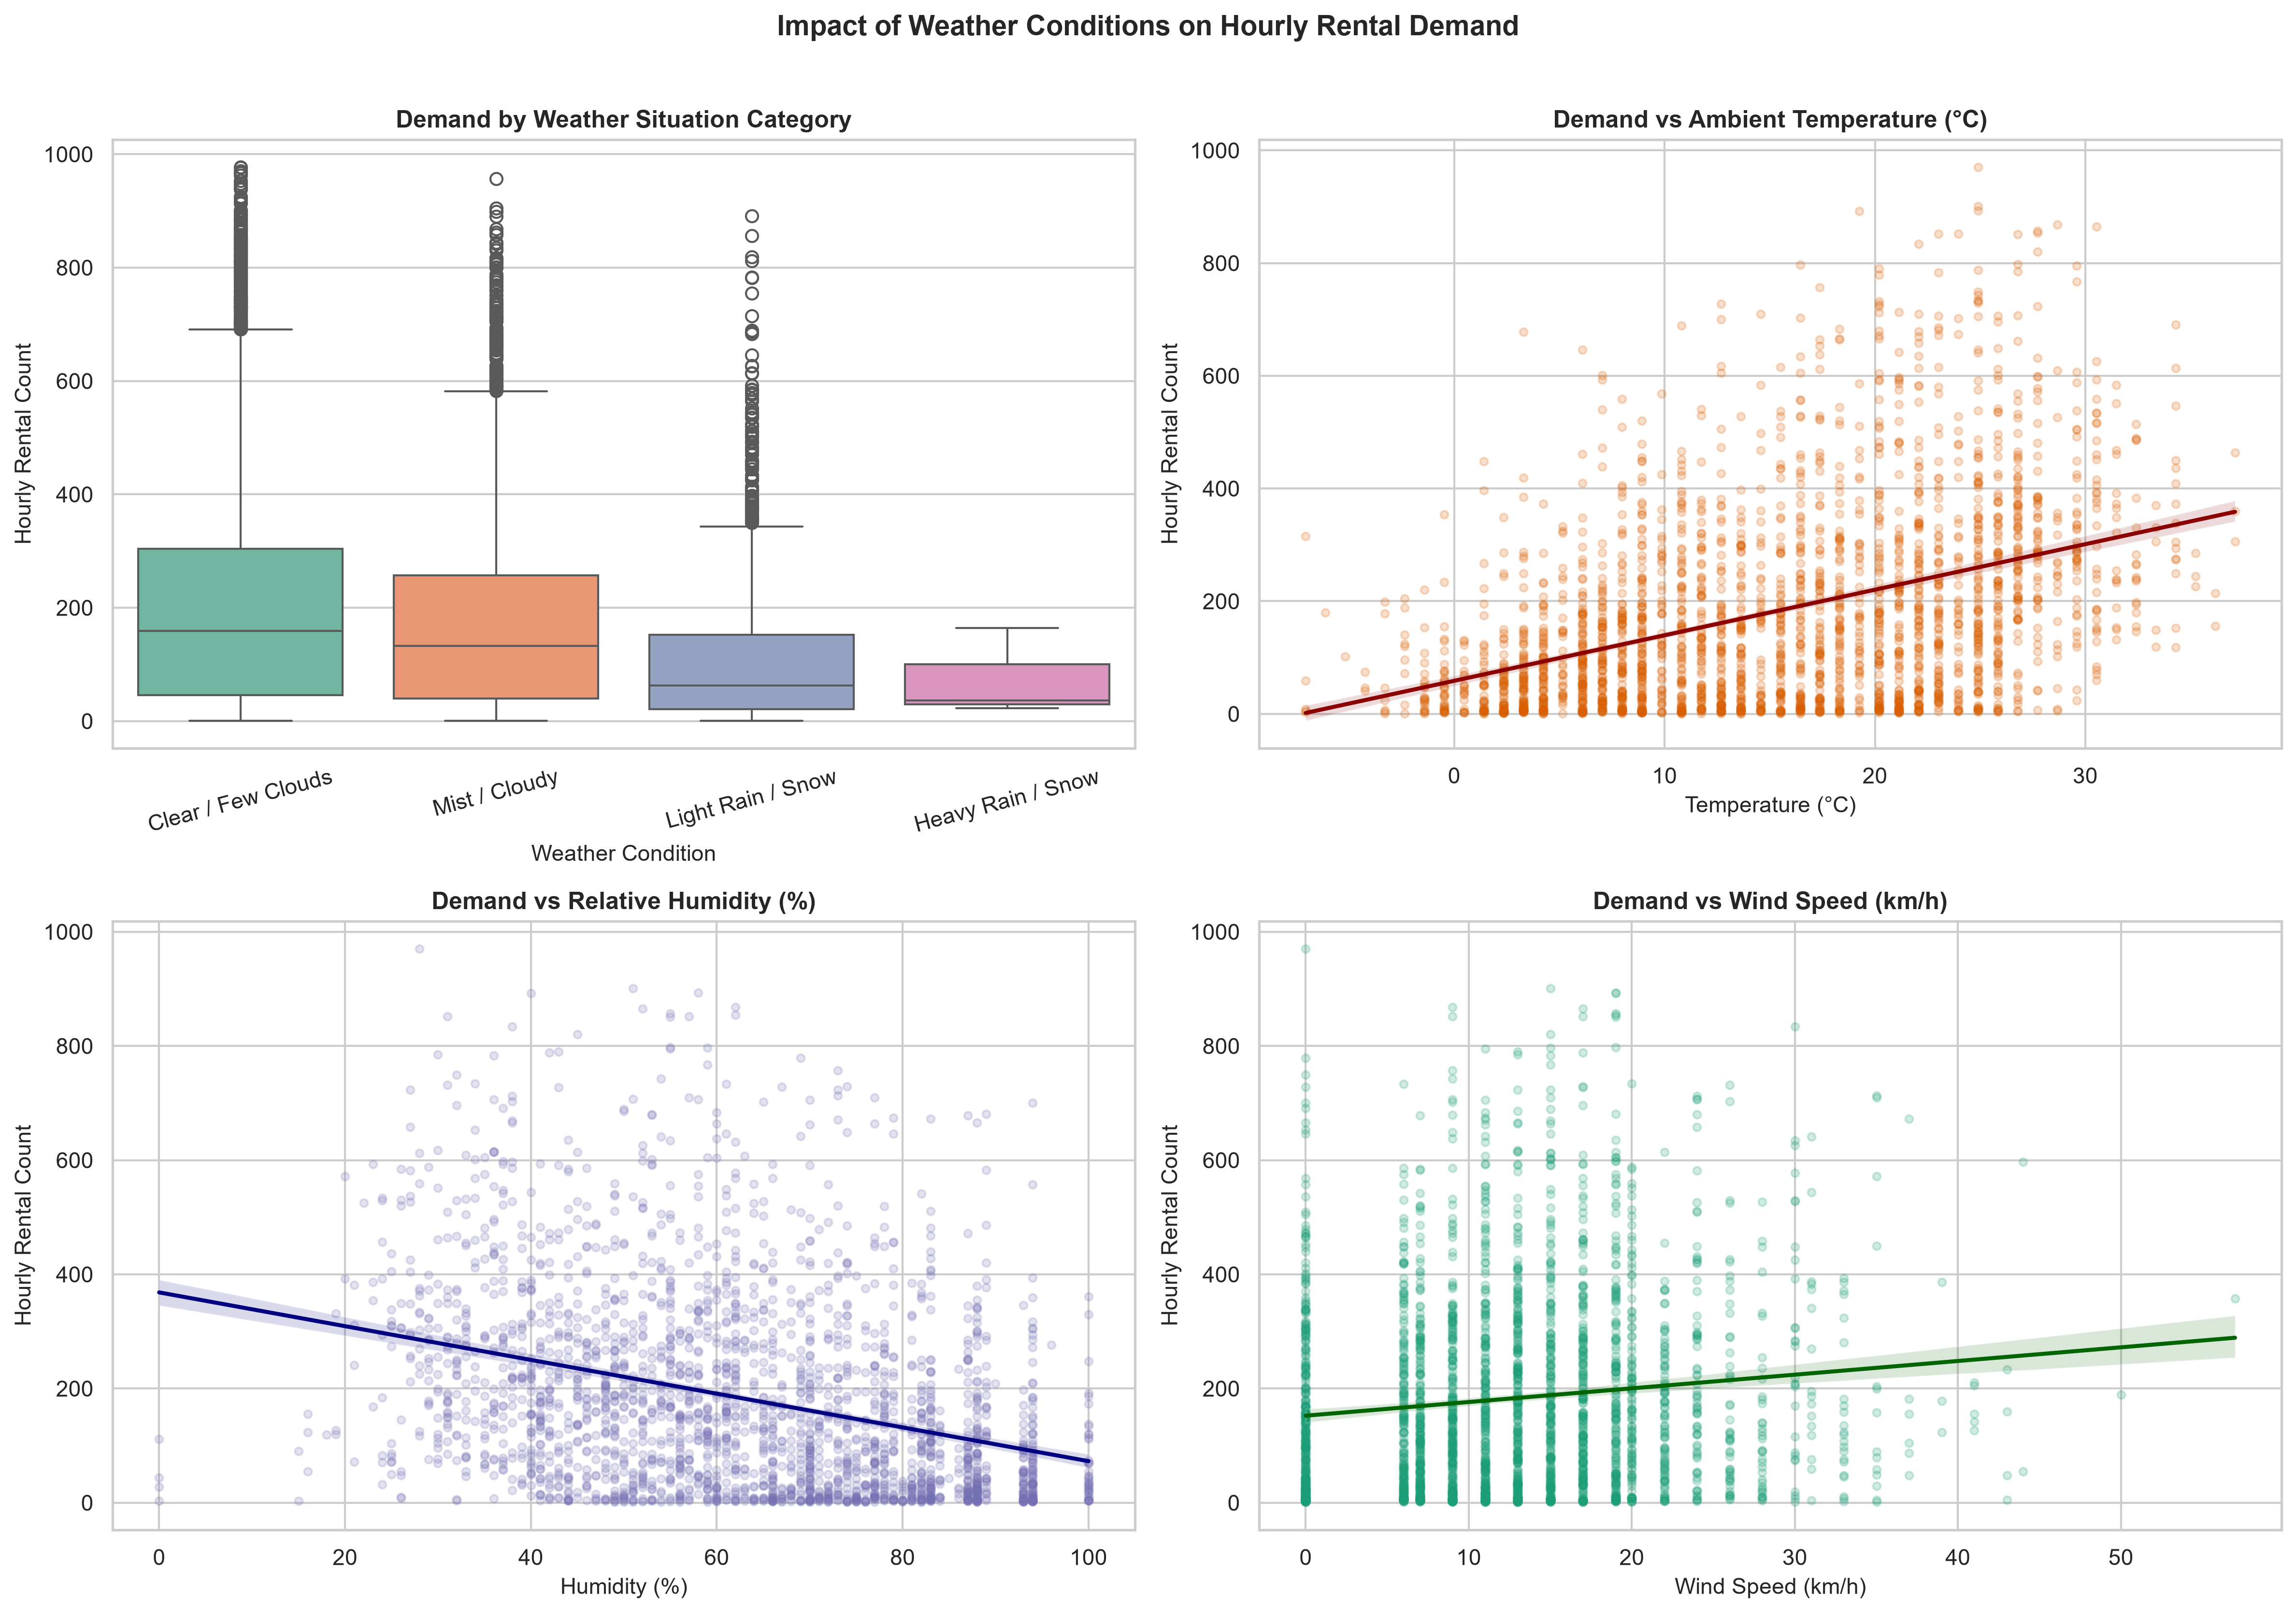 Impact of Weather Conditions on Hourly Rental Demand
Demand by Weather Situation Category
Hourly Rental Count
1000
800
600
400
200
0
Clear / Few Clouds
Mist / Cloudy
Light Rain / Snow
Heavy Rain / Snow
Weather Condition
Demand vs Ambient Temperature (°C)
Hourly Rental Count
1000
800
600
400
200
0
0 10 20 30
Temperature (°C)
Demand vs Relative Humidity (%)
Hourly Rental Count
1000
800
600
400
200
0
0 20 40 60 80 100
Humidity (%)
Demand vs Wind Speed (km/h)
Hourly Rental Count
1000
800
600
400
200
0
0 10 20 30 40 50
Wind Speed (km/h)